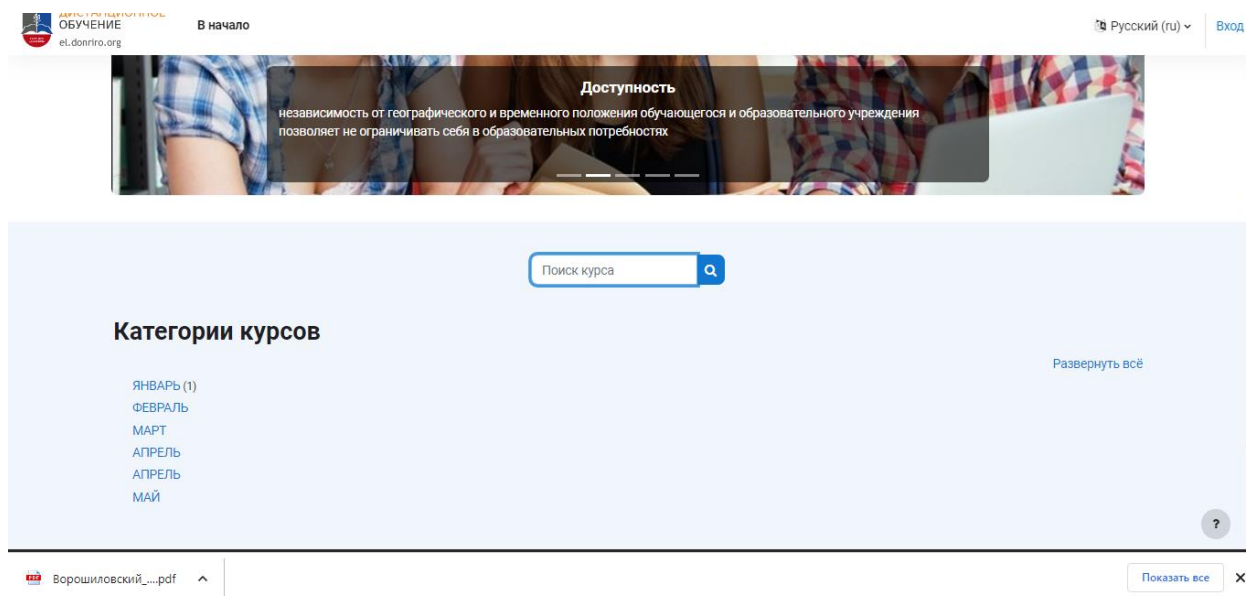 ДИСТАНЦИОННОЕ
ОБУЧЕНИЕ
el.donriro.org
В начало
Русский (ru)
Вход
Доступность
независимость от географического и временного положения обучающегося и образовательного учреждения
позволяет не ограничивать себя в образовательных потребностях
Поиск курса
Категории курсов
Развернуть всё
ЯНВАРЬ (1)
ФЕВРАЛЬ
МАРТ
АПРЕЛЬ
АПРЕЛЬ
МАЙ
?
Ворошиловский_....pdf
Показать все